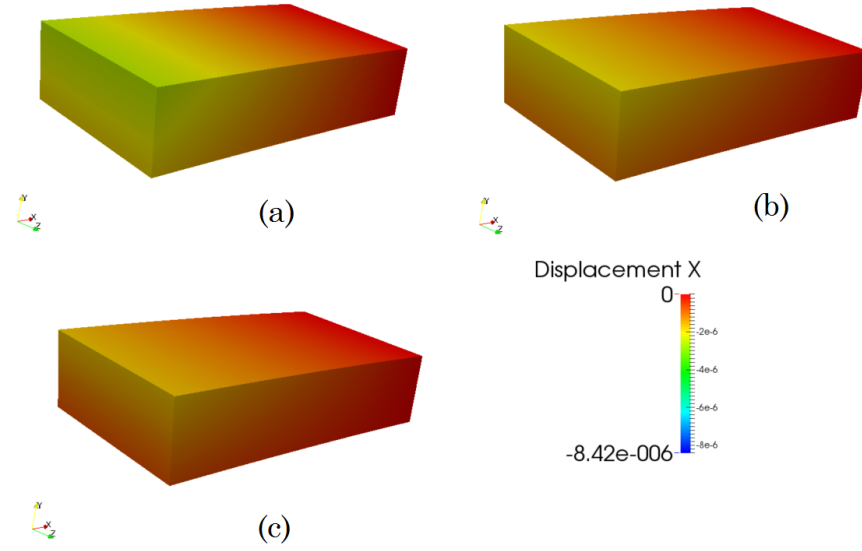 Y
X
Z
(a)
Y
X
Z
(b)
Displacement X
0
-2e-6
-4e-6
-6e-6
-8e-6
-8.42e-006
Y
X
Z
(c)